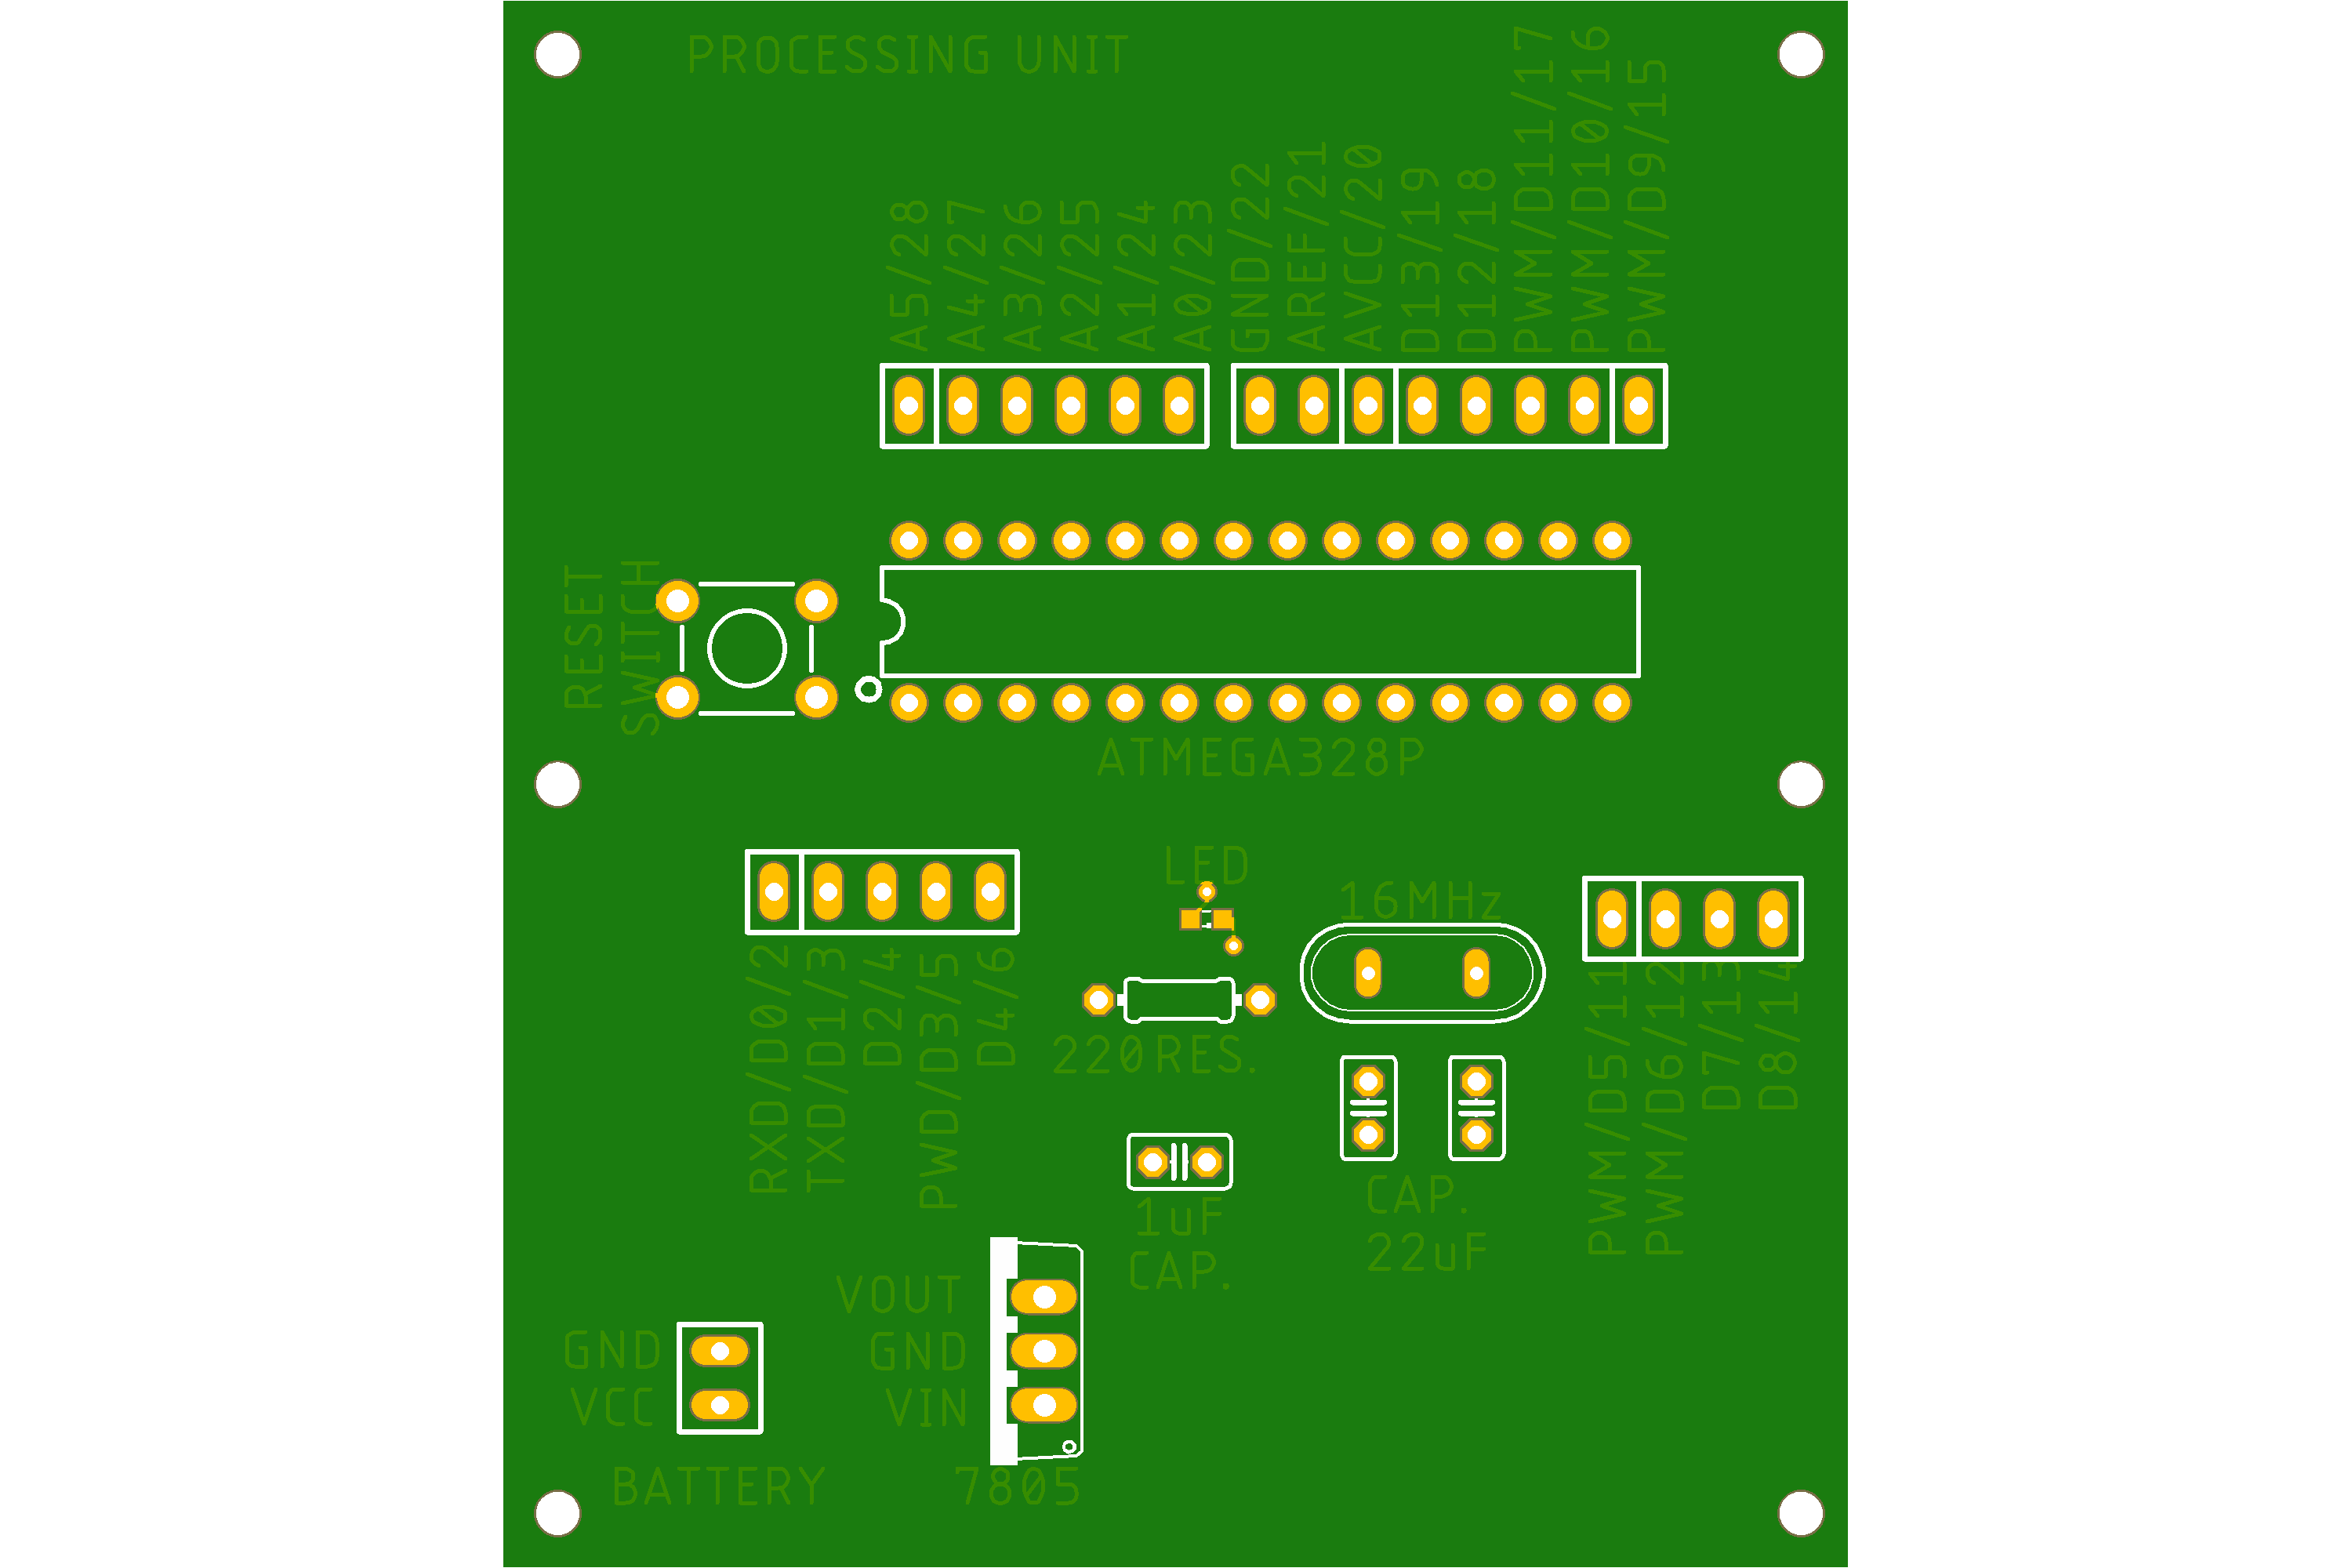 PROCESSING UNIT
A5/28
A4/27
A3/26
A2/25
A1/24
A0/23
GND/22
AREF/21
AVCC/20
D13/19
D12/18
PWM/D11/17
PWM/D10/16
PWM/D9/15
RESET
SWITCH
ATMEGA328P
LED
16MHz
RXD/D0/2
TXD/D1/3
D2/4
PWD/D3/5
D4/6
220RES.
PWM/D5/11
PWM/D6/12
D7/13
D8/14
1uF
CAP.
CAP.
22uF
VOUT
GND
VIN
GND
VCC
BATTERY
7805